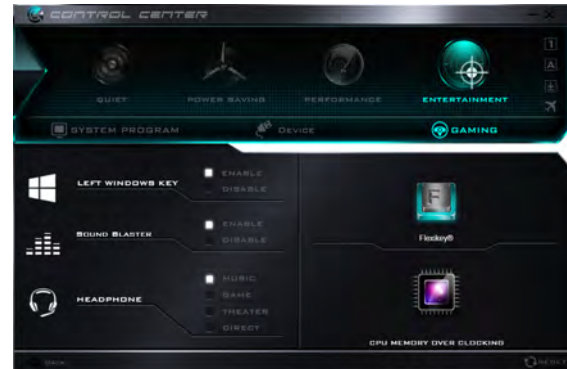 CONTROL CENTER
QUIET
POWER SAVING
PERFORMANCE
ENTERTAINMENT
1
A
SYSTEM PROGRAM
DEVICE
GAMING
LEFT WINDOWS KEY
ENABLE
DISABLE
SOUND BLASTER
ENABLE
DISABLE
HEADPHONE
MUSIC
GAME
THEATER
DIRECT
F
Flexikey®
CPU MEMORY OVER CLOCKING
BACK
RESET